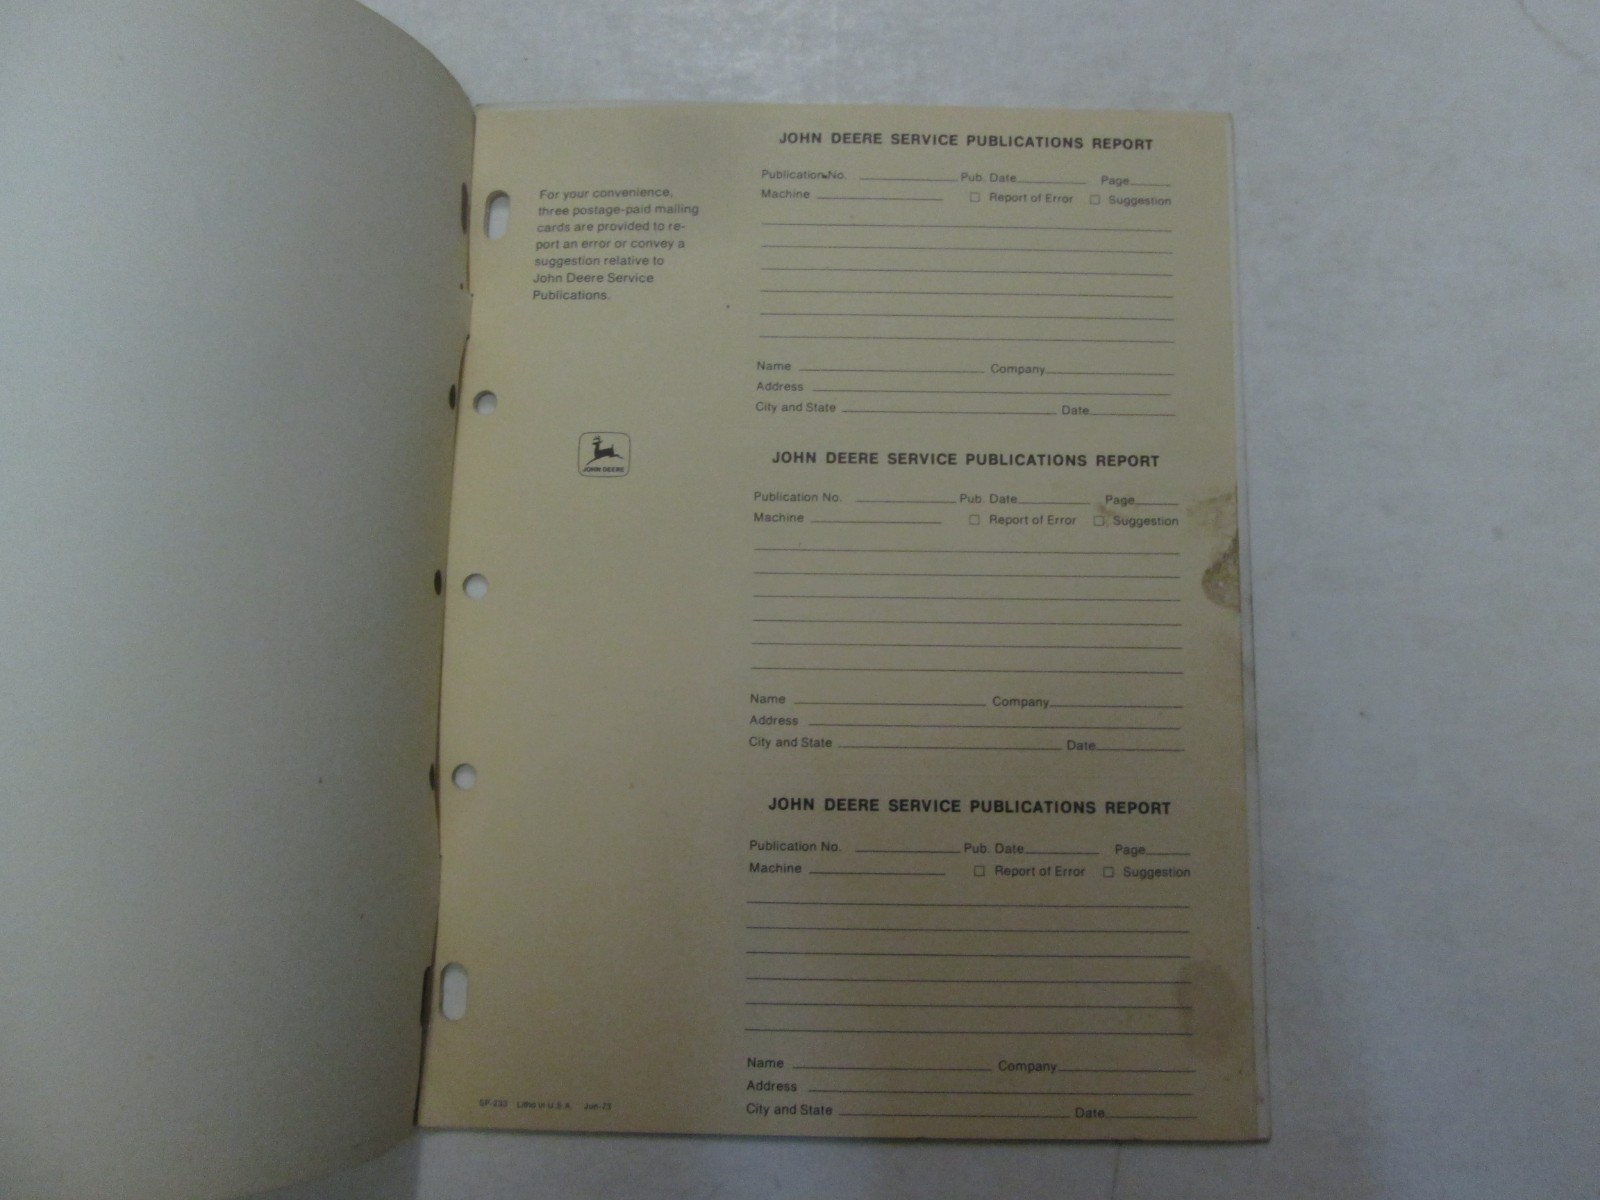 For your convenience,
three postage-paid mailing
cards are provided to re-
port an error or convey a
suggestion relative to
John Deere Service
Publications.
JOHN DEERE
Litho in U.S.A. Jun-73
JOHN DEERE SERVICE PUBLICATIONS REPORT
Publication No. Pub. Date Page
Machine Report of Error Suggestion
Name Company
Address
City and State Date
JOHN DEERE SERVICE PUBLICATIONS REPORT
Publication No. Pub. Date Page
Machine Report of Error Suggestion
Name Company
Address
City and State Date
JOHN DEERE SERVICE PUBLICATIONS REPORT
Publication No. Pub. Date Page
Machine Report of Error Suggestion
Name Company
Address
City and State Date